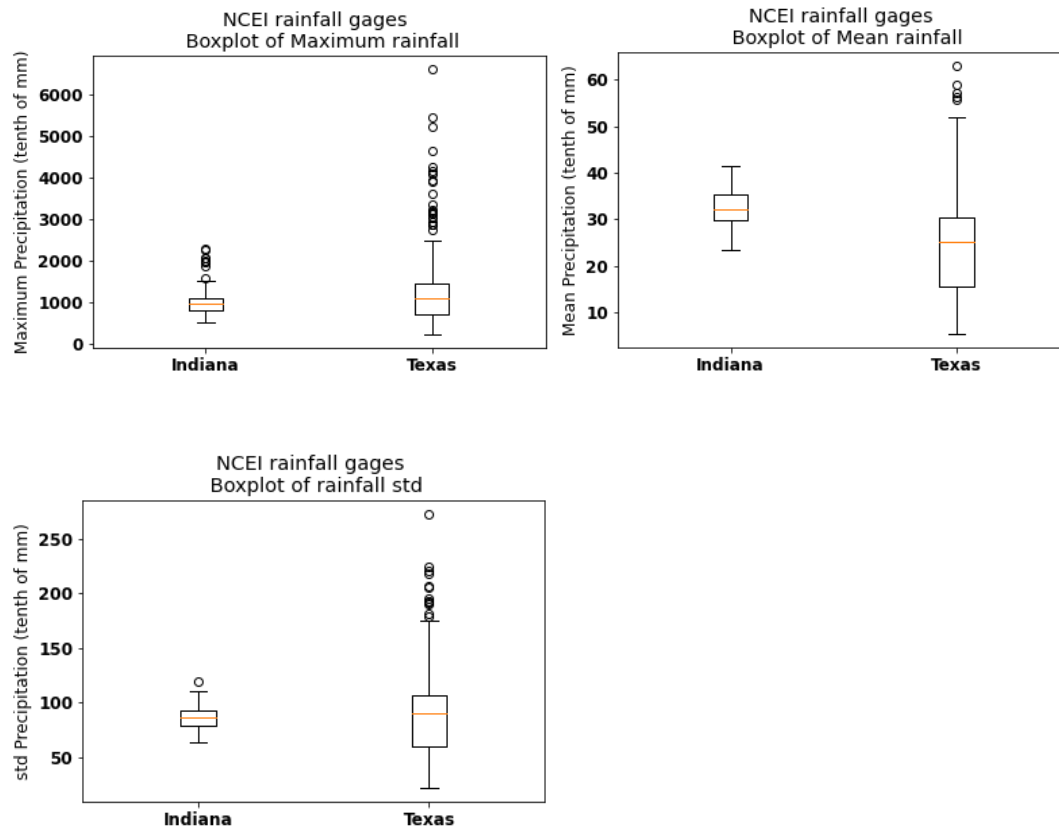 NCEI rainfall gages
Boxplot of Maximum rainfall
Maximum Precipitation (tenth of mm)
6000
5000
4000
3000
2000
1000
0
Indiana
Texas
NCEI rainfall gages
Boxplot of Mean rainfall
Mean Precipitation (tenth of mm)
60
50
40
30
20
10
Indiana
Texas
NCEI rainfall gages
Boxplot of rainfall std
std Precipitation (tenth of mm)
250
200
150
100
50
Indiana
Texas